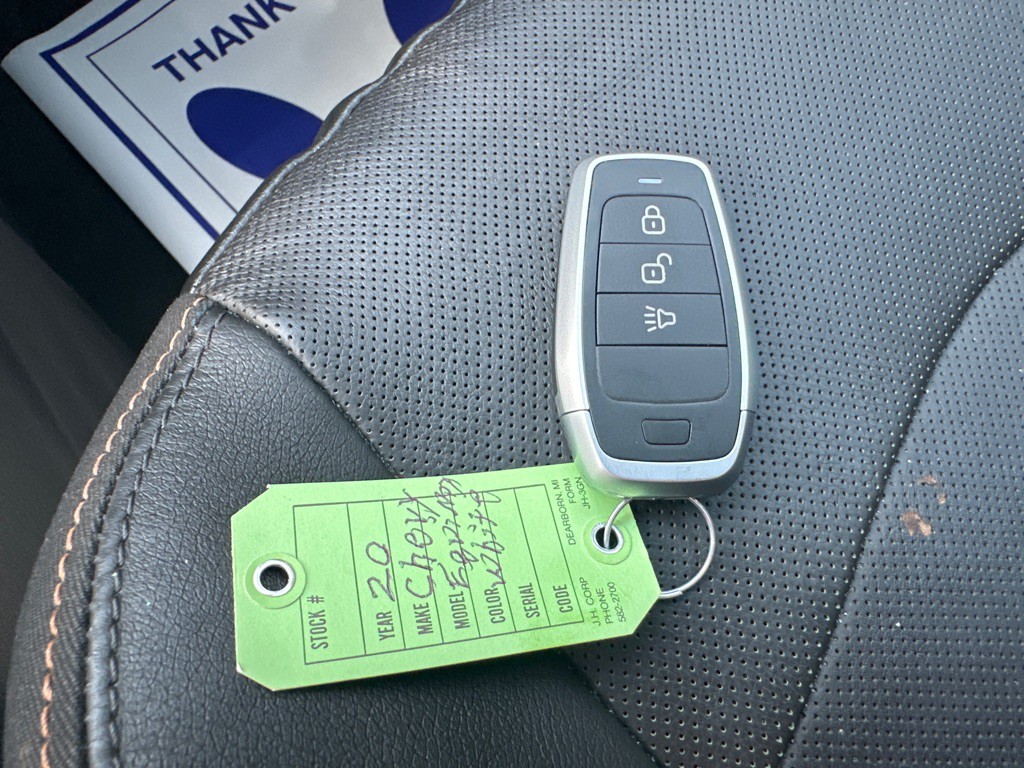 THANK
STOCK #
YEAR 20
MAKE Chevy
MODEL
COLOR white
SERIAL
CODE
DEARBORN, MI
FORM
JH-3GN
J.H. CORP
PHONE
582-2700